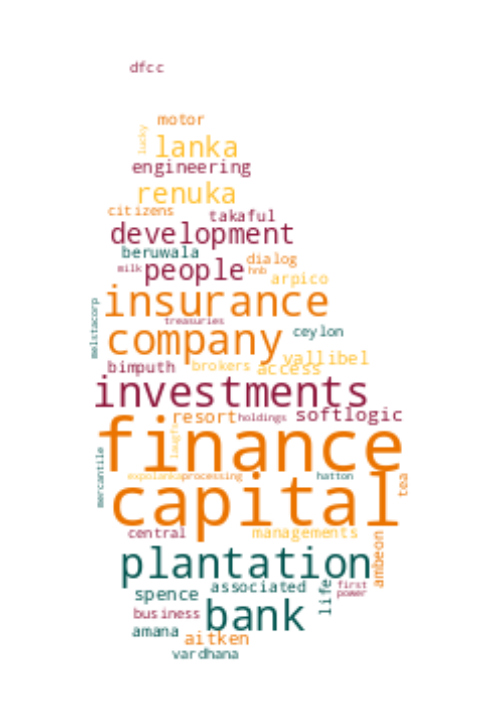 dfcc
motor
lucky
lanka
engineering
renuka
citizens
takaful
development
beruwala
dialog
milk
people
hnb
arpico
insurance
melstacorp
treasuries
company
ceylon
vallibel
bimputh
brokers
access
investments
resort
holdings
softlogic
laugfs
finance
mercantile
expolanka
processing
hatton
tea
capital
central
managements
ambeon
plantation
associated
life
first
power
spence
business
bank
amana
aitken
vardhana